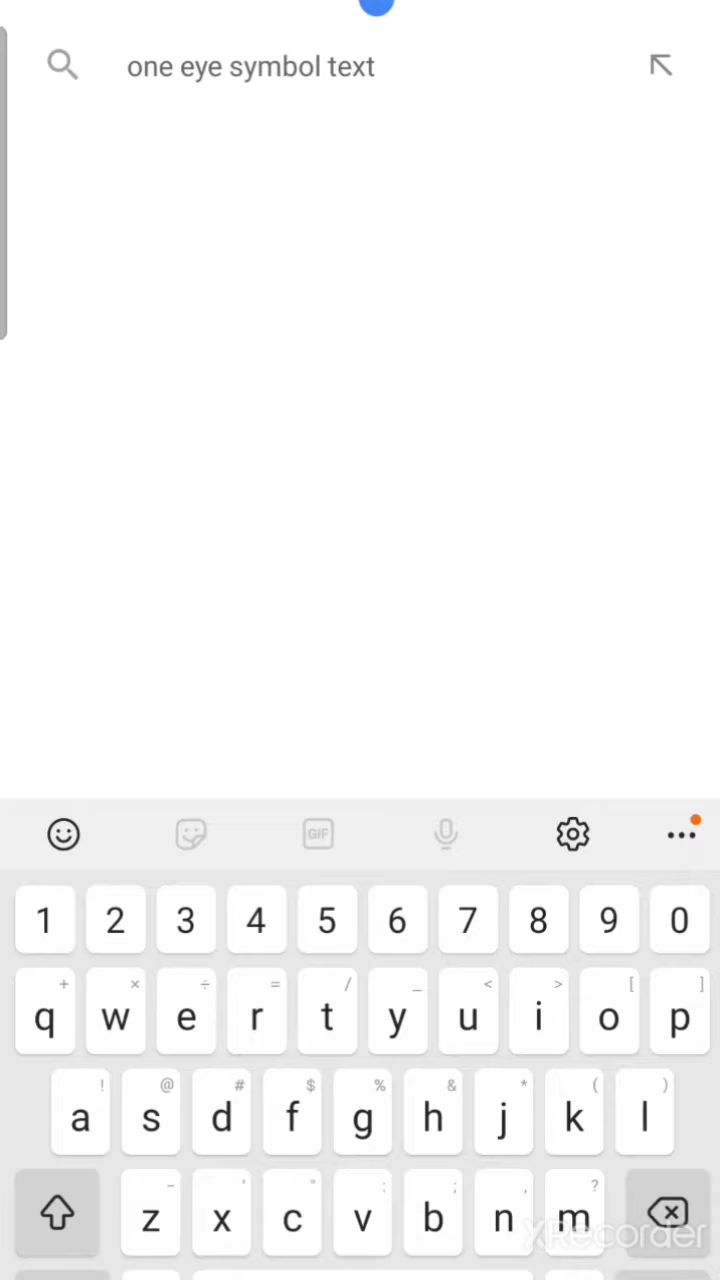 one eye symbol text
GIF
1 2 3 4 5 6 7 8 9 0
+ × ÷ = / _ < > [ ]
q w e r t y u i o p
! @ # $ % & * ( )
a s d f g h j k l
- ' " : ; , ?
z x c v b n m
XRecorder